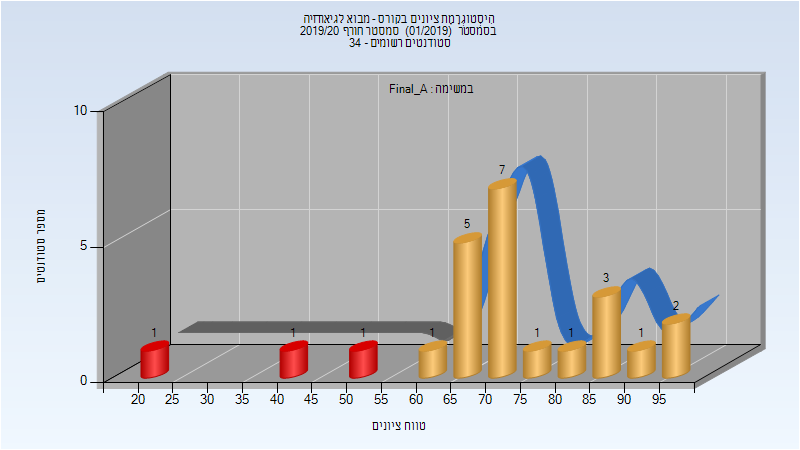 היסטוגרמת ציונים בקורס - מבוא לגיאודזיה
בסמסטר (01/2019) סמסטר חורף 2019/20
סטודנטים רשומים - 34
במשימה : Final_A
מספר סטודנטים
10
5
0
1
1
1
1
5
7
1
1
3
1
2
20 25 30 35 40 45 50 55 60 65 70 75 80 85 90 95
טווח ציונים